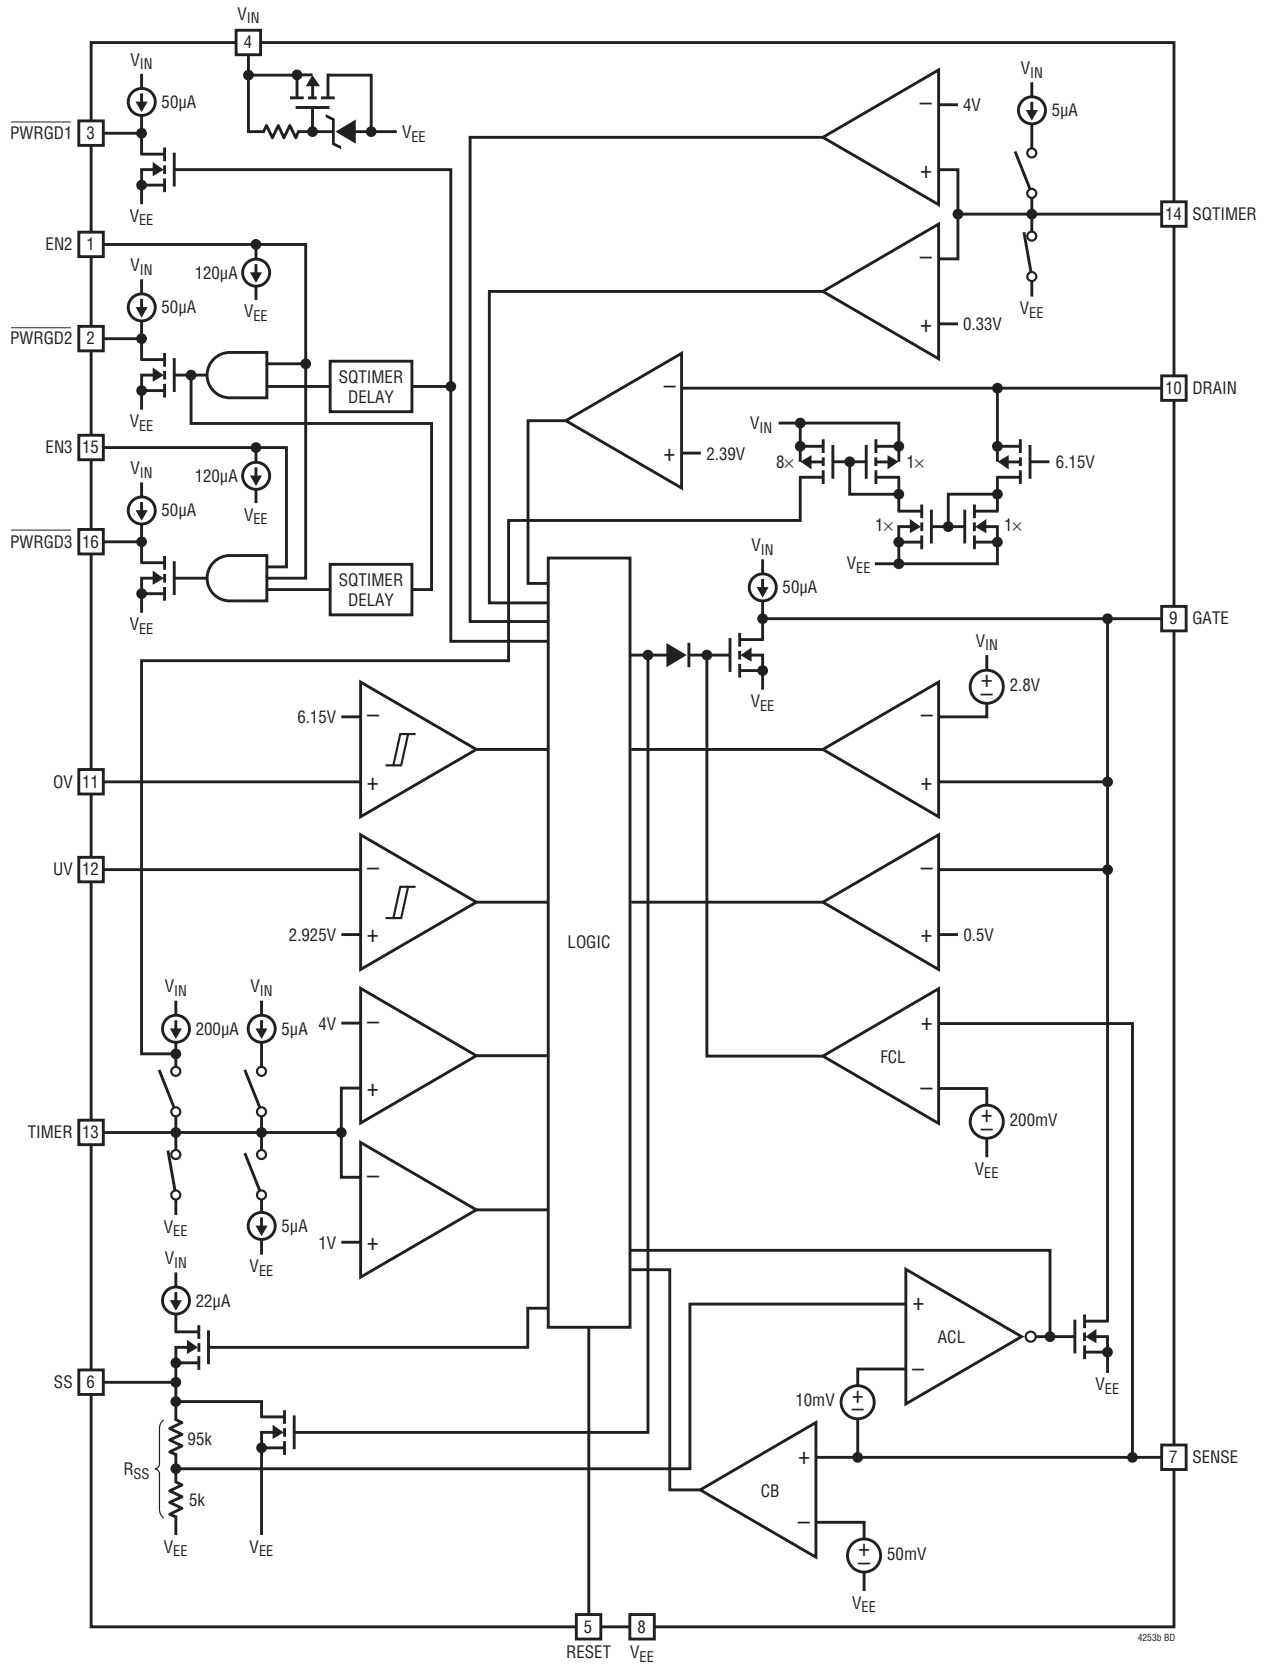 VIN
4
VIN
50µA
PWRGD1
3
VEE
VEE
4V
−
+
VIN
5µA
14
SQTIMER
VEE
−
+
0.33V
EN2
1
120µA
VEE
VIN
50µA
PWRGD2
2
SQTIMER
DELAY
VEE
−
+
2.39V
10
DRAIN
VIN
8×
1×
6.15V
1×
1×
VEE
EN3
15
120µA
VEE
VIN
50µA
PWRGD3
16
SQTIMER
DELAY
VEE
VIN
50µA
9
GATE
VEE
VIN
+
−
2.8V
−
+
6.15V
−
+
OV
11
UV
12
−
+
2.925V
LOGIC
−
+
0.5V
VIN
200µA
VIN
5µA
4V
−
+
FCL
+
−
+
−
200mV
VEE
TIMER
13
VEE
5µA
VEE
−
+
1V
VIN
22µA
SS
6
RSS
95k
5k
VEE
VEE
+
ACL
−
10mV
+
−
VEE
+
CB
−
7
SENSE
+
−
50mV
VEE
5
RESET
8
VEE
4253b BD